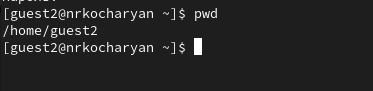 [guest2@nrkocharyan ~]$ pwd
/home/guest2
[guest2@nrkocharyan ~]$